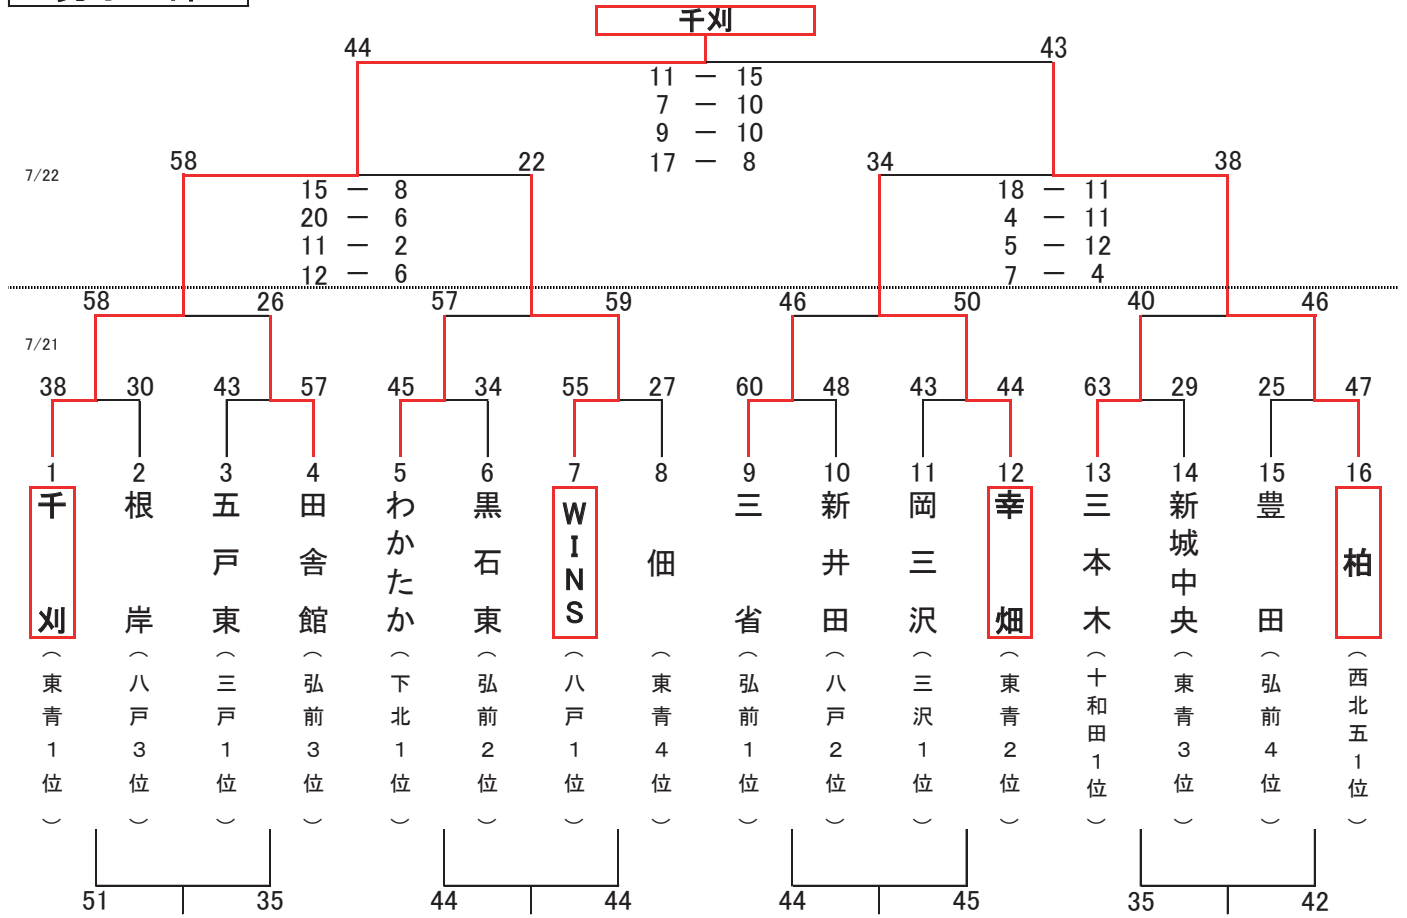 千刈
44 43
11 － 15
7 － 10
9 － 10
17 － 8
7/22
58 22 34 38
15 － 8 18 － 11
20 － 6 4 － 11
11 － 2 5 － 12
12 － 6 7 － 4
58 26 57 59 46 50 40 46
7/21
38 30 43 57 45 34 55 27 60 48 43 44 63 29 25 47
1 2 3 4 5 6 7 8 9 10 11 12 13 14 15 16
千刈（東青1位）
根岸（八戸3位）
五戸東（三戸1位）
田舎館（弘前3位）
わかたか（下北1位）
黒石東（弘前2位）
WINS（八戸1位）
佃（東青4位）
三省（弘前1位）
新井田（八戸2位）
岡三沢（三沢1位）
幸畑（東青2位）
三本木（十和田1位）
新城中央（東青3位）
豊田（弘前4位）
柏（西北五1位）
51 35 44 44 44 45 35 42